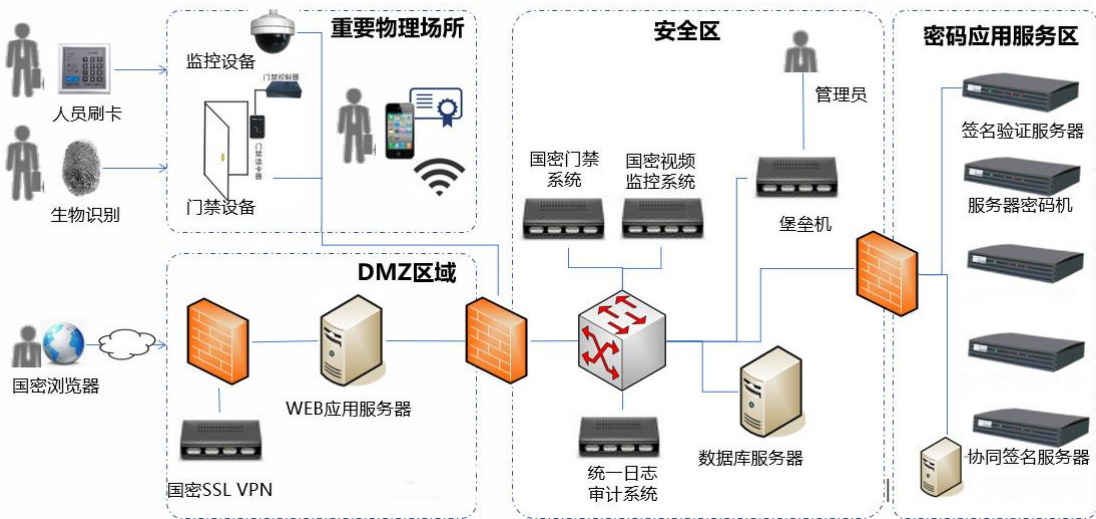 重要物理场所
安全区
密码应用服务区
监控设备
门禁控制器
人员刷卡
门禁读卡器
生物识别
门禁设备
管理员
签名验证服务器
国密门禁
系统
国密视频
监控系统
堡垒机
服务器密码机
DMZ区域
国密浏览器
WEB应用服务器
国密SSL VPN
统一日志
审计系统
数据库服务器
协同签名服务器